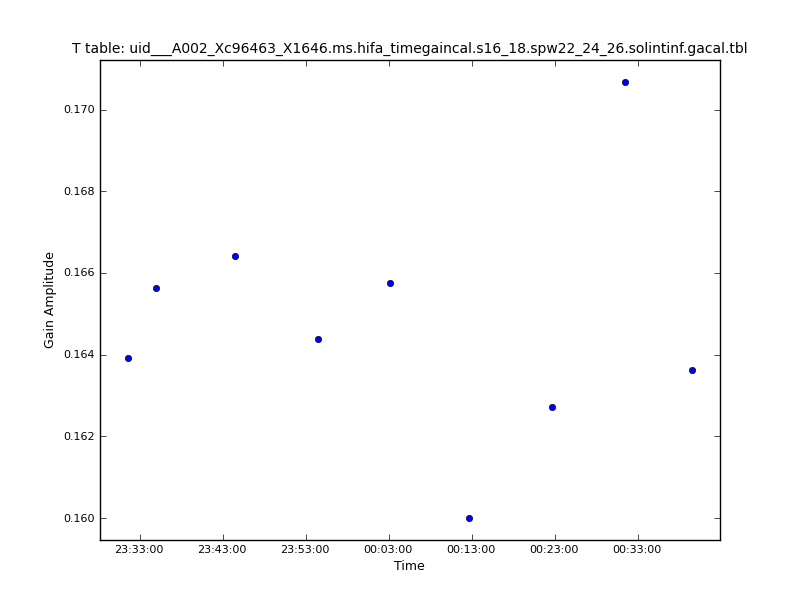 T table: uid___A002_Xc96463_X1646.ms.hifa_timegaincal.s16_18.spw22_24_26.solintinf.gacal.tbl
0.170
0.168
0.166
0.164
0.162
0.160
Gain Amplitude
23:33:00 23:43:00 23:53:00 00:03:00 00:13:00 00:23:00 00:33:00
Time